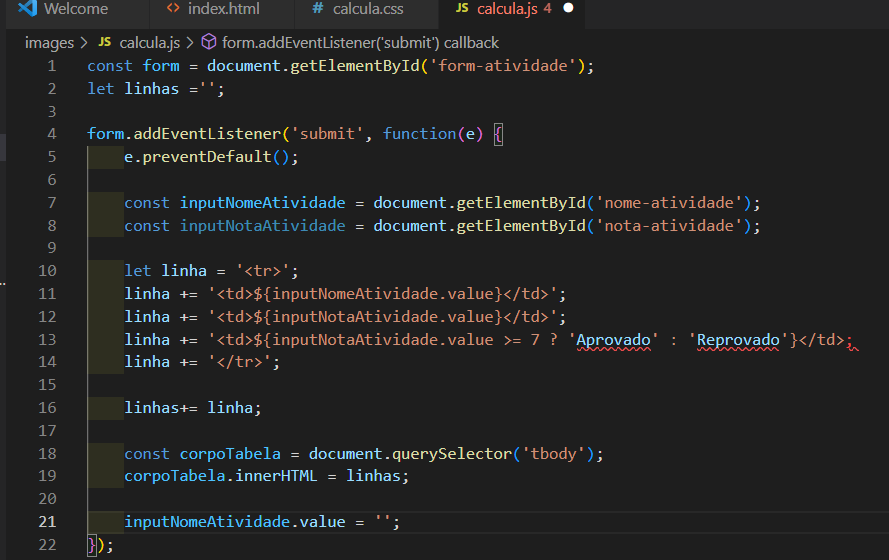 Welcome index.html # calcula.css JS calcula.js 4
images > JS calcula.js > form.addEventListener('submit') callback
1 const form = document.getElementById('form-atividade');
2 let linhas ='';
3
4 form.addEventListener('submit', function(e) {
5 e.preventDefault();
6
7 const inputNomeAtividade = document.getElementById('nome-atividade');
8 const inputNotaAtividade = document.getElementById('nota-atividade');
9
10 let linha = '<tr>';
11 linha += '<td>${inputNomeAtividade.value}</td>';
12 linha += '<td>${inputNotaAtividade.value}</td>';
13 linha += '<td>${inputNotaAtividade.value >= 7 ? 'Aprovado' : 'Reprovado'}</td>;
14 linha += '</tr>';
15
16 linhas+= linha;
17
18 const corpoTabela = document.querySelector('tbody');
19 corpoTabela.innerHTML = linhas;
20
21 inputNomeAtividade.value = '';
22 });